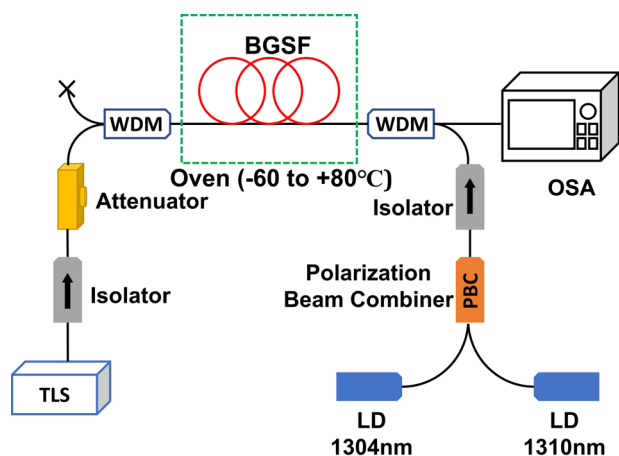 BGSF
WDM
WDM
Oven (-60 to +80℃)
OSA
Attenuator
Isolator
Isolator
Polarization
Beam Combiner
PBC
TLS
LD
1304nm
LD
1310nm